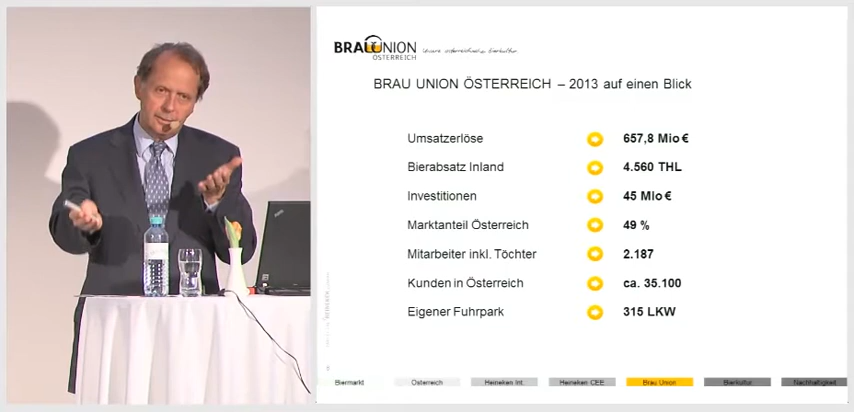 BRAU UNION
ÖSTERREICH
BRAU UNION ÖSTERREICH – 2013 auf einen Blick
Umsatzerlöse 657,8 Mio €
Bierabsatz Inland 4.560 THL
Investitionen 45 Mio €
Marktanteil Österreich 49 %
Mitarbeiter inkl. Töchter 2.187
Kunden in Österreich ca. 35.100
Eigener Fuhrpark 315 LKW
Biermarkt Österreich Heineken Int. Heineken CEE Brau Union Bierkultur Nachhaltigkeit